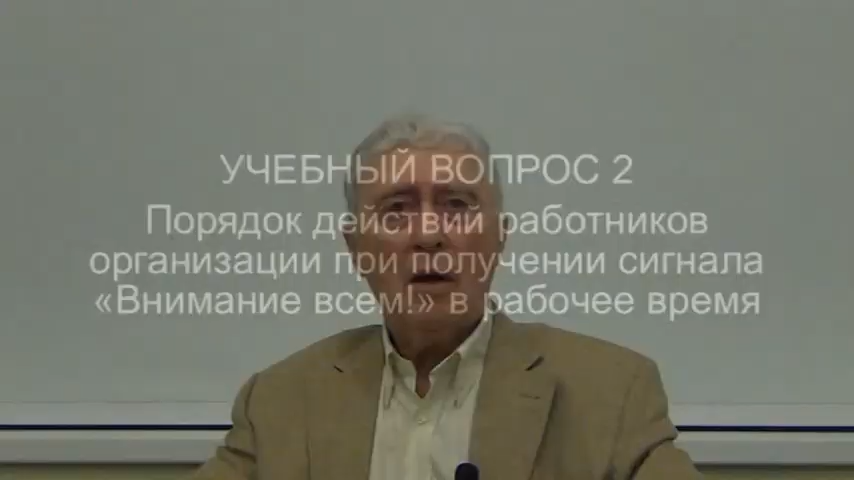 УЧЕБНЫЙ ВОПРОС 2
Порядок действий работников
организации при получении сигнала
«Внимание всем!» в рабочее время